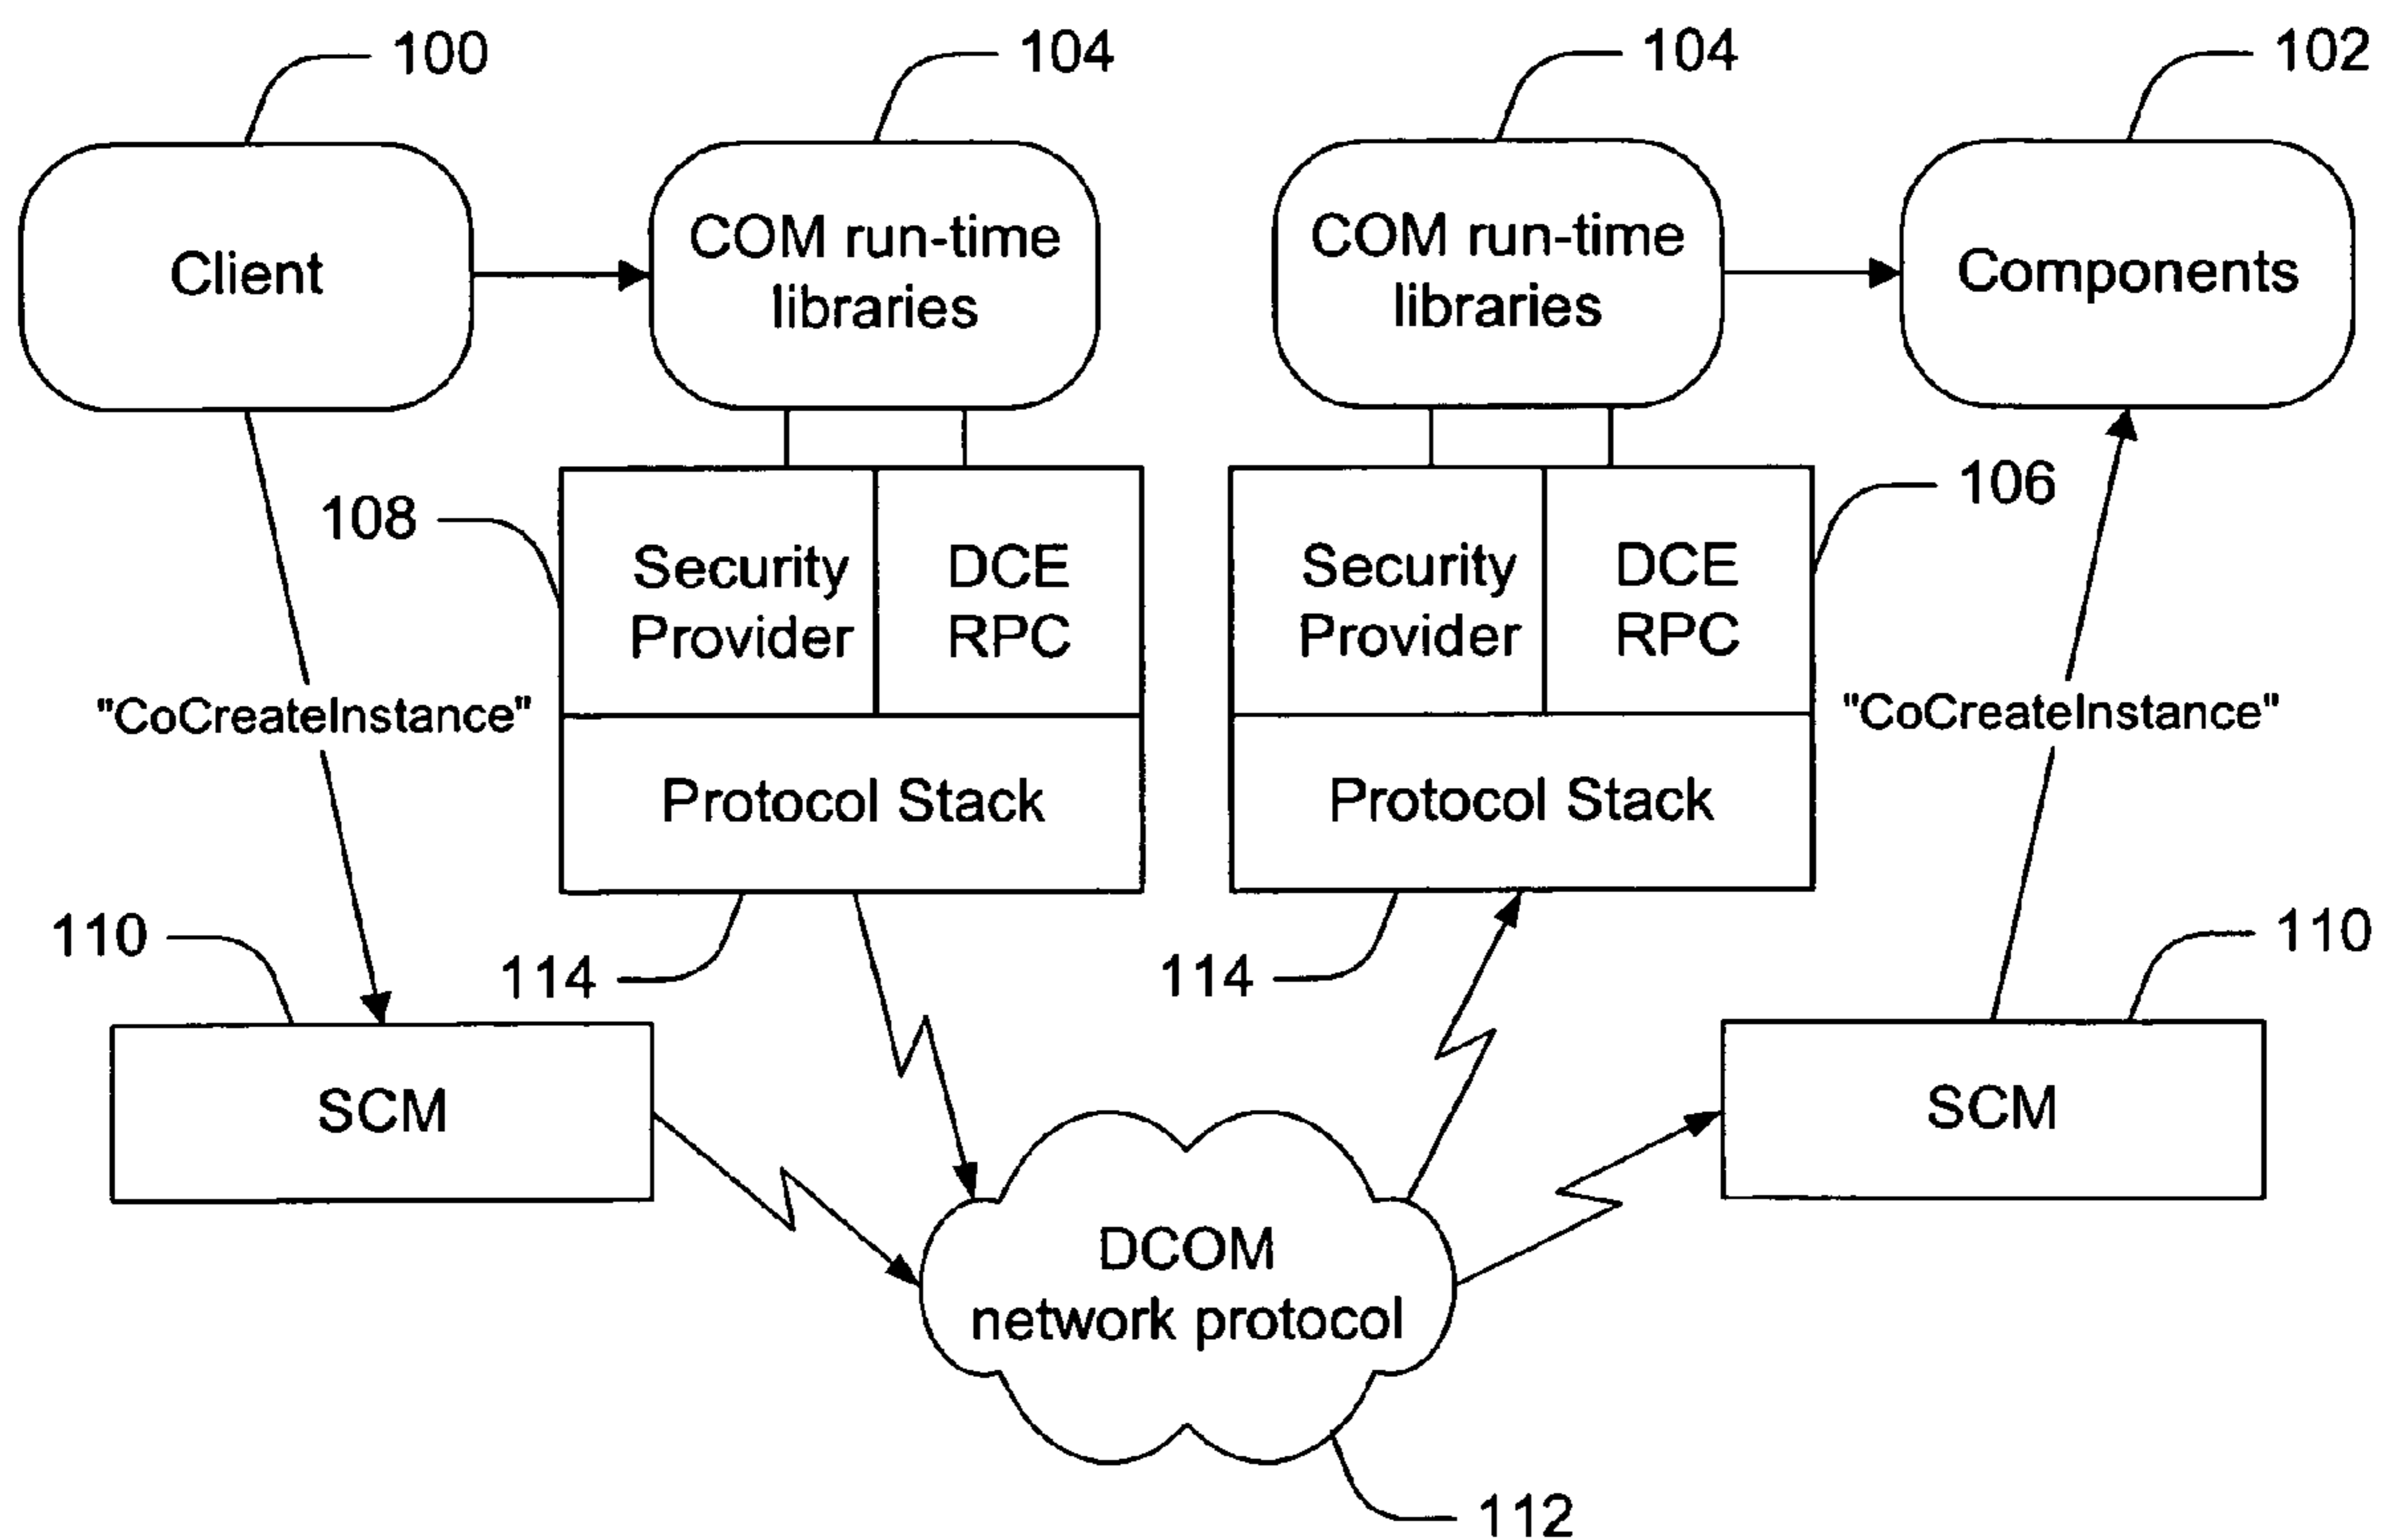 100
104
104
102
Client
COM run-time
libraries
COM run-time
libraries
Components
108
Security
Provider
DCE
RPC
Security
Provider
DCE
RPC
106
"CoCreateInstance"
"CoCreateInstance"
Protocol Stack
Protocol Stack
110
114
114
110
SCM
SCM
DCOM
network protocol
112